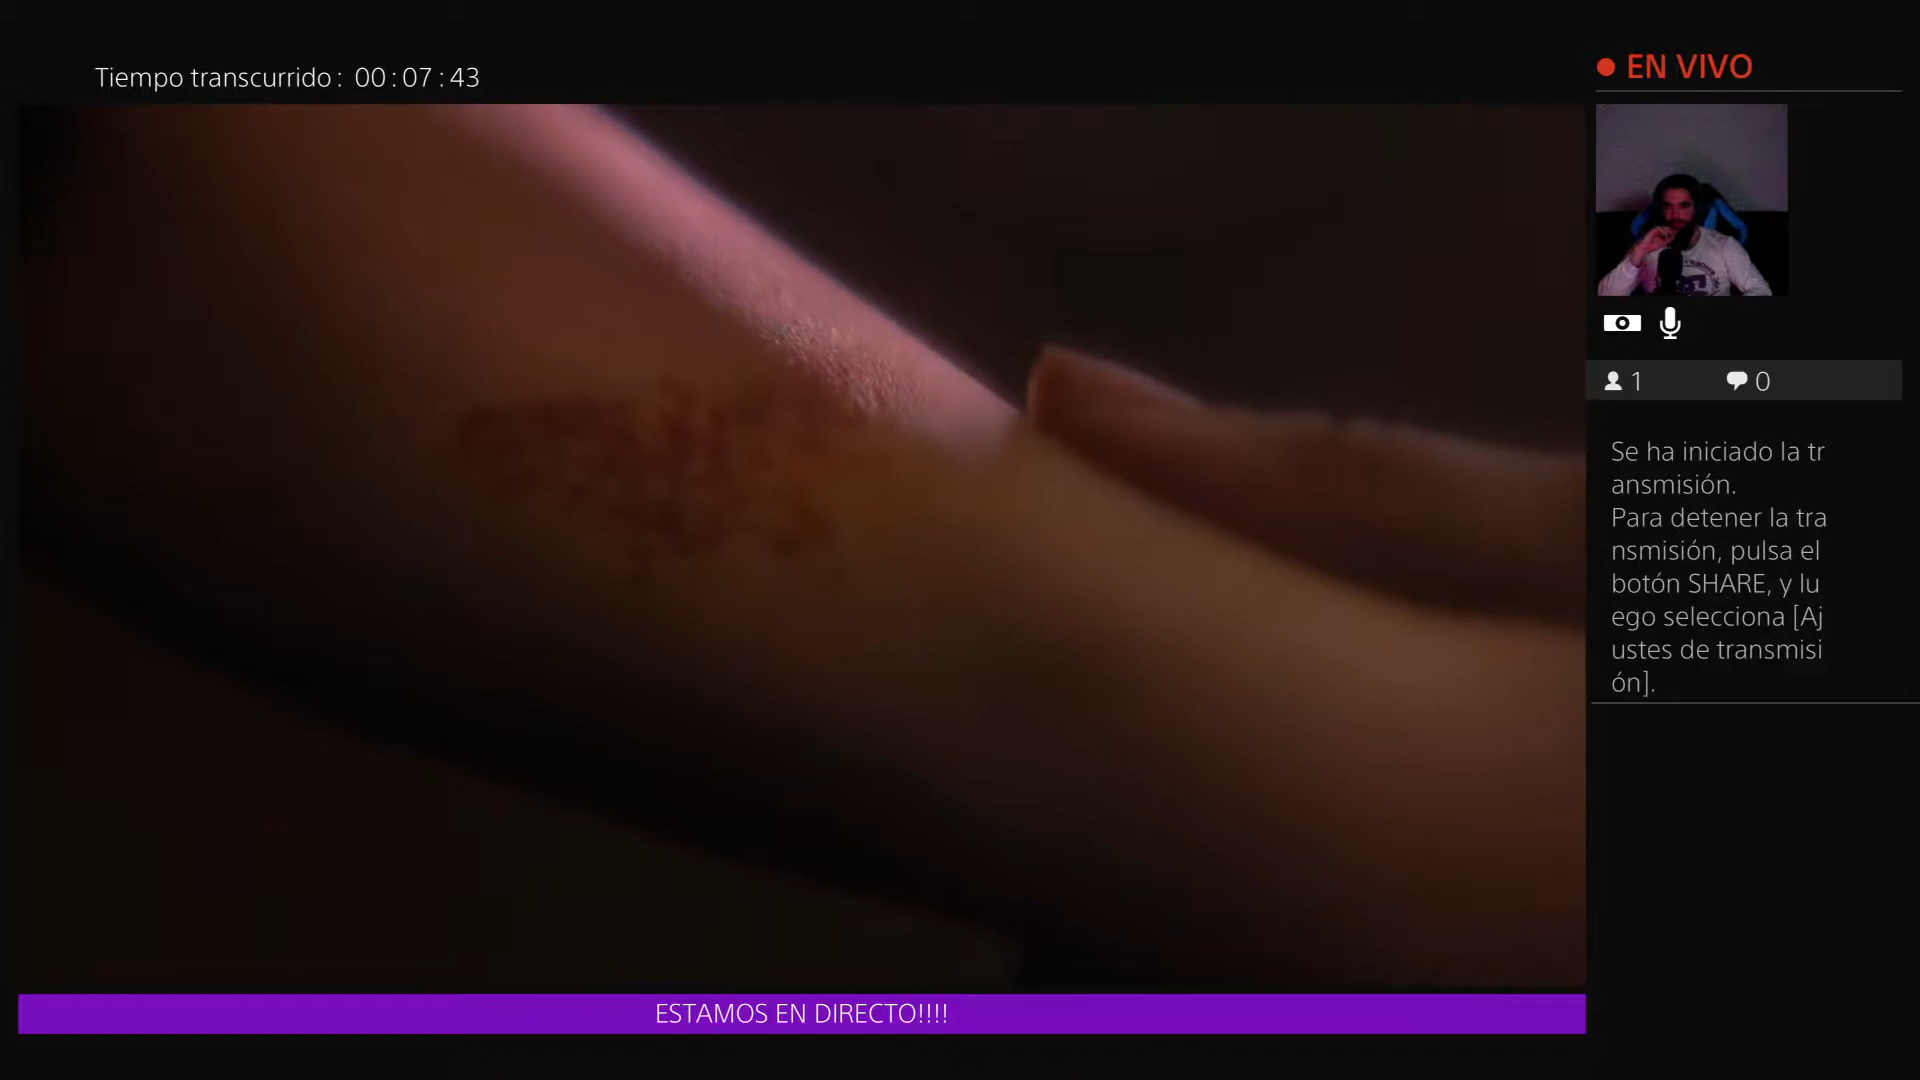 Tiempo transcurrido: 00:07:43
EN VIVO
1
0
Se ha iniciado la tr
ansmisión.
Para detener la tra
nsmisión, pulsa el
botón SHARE, y lu
ego selecciona [Aj
ustes de transmisi
ón].
ESTAMOS EN DIRECTO!!!!